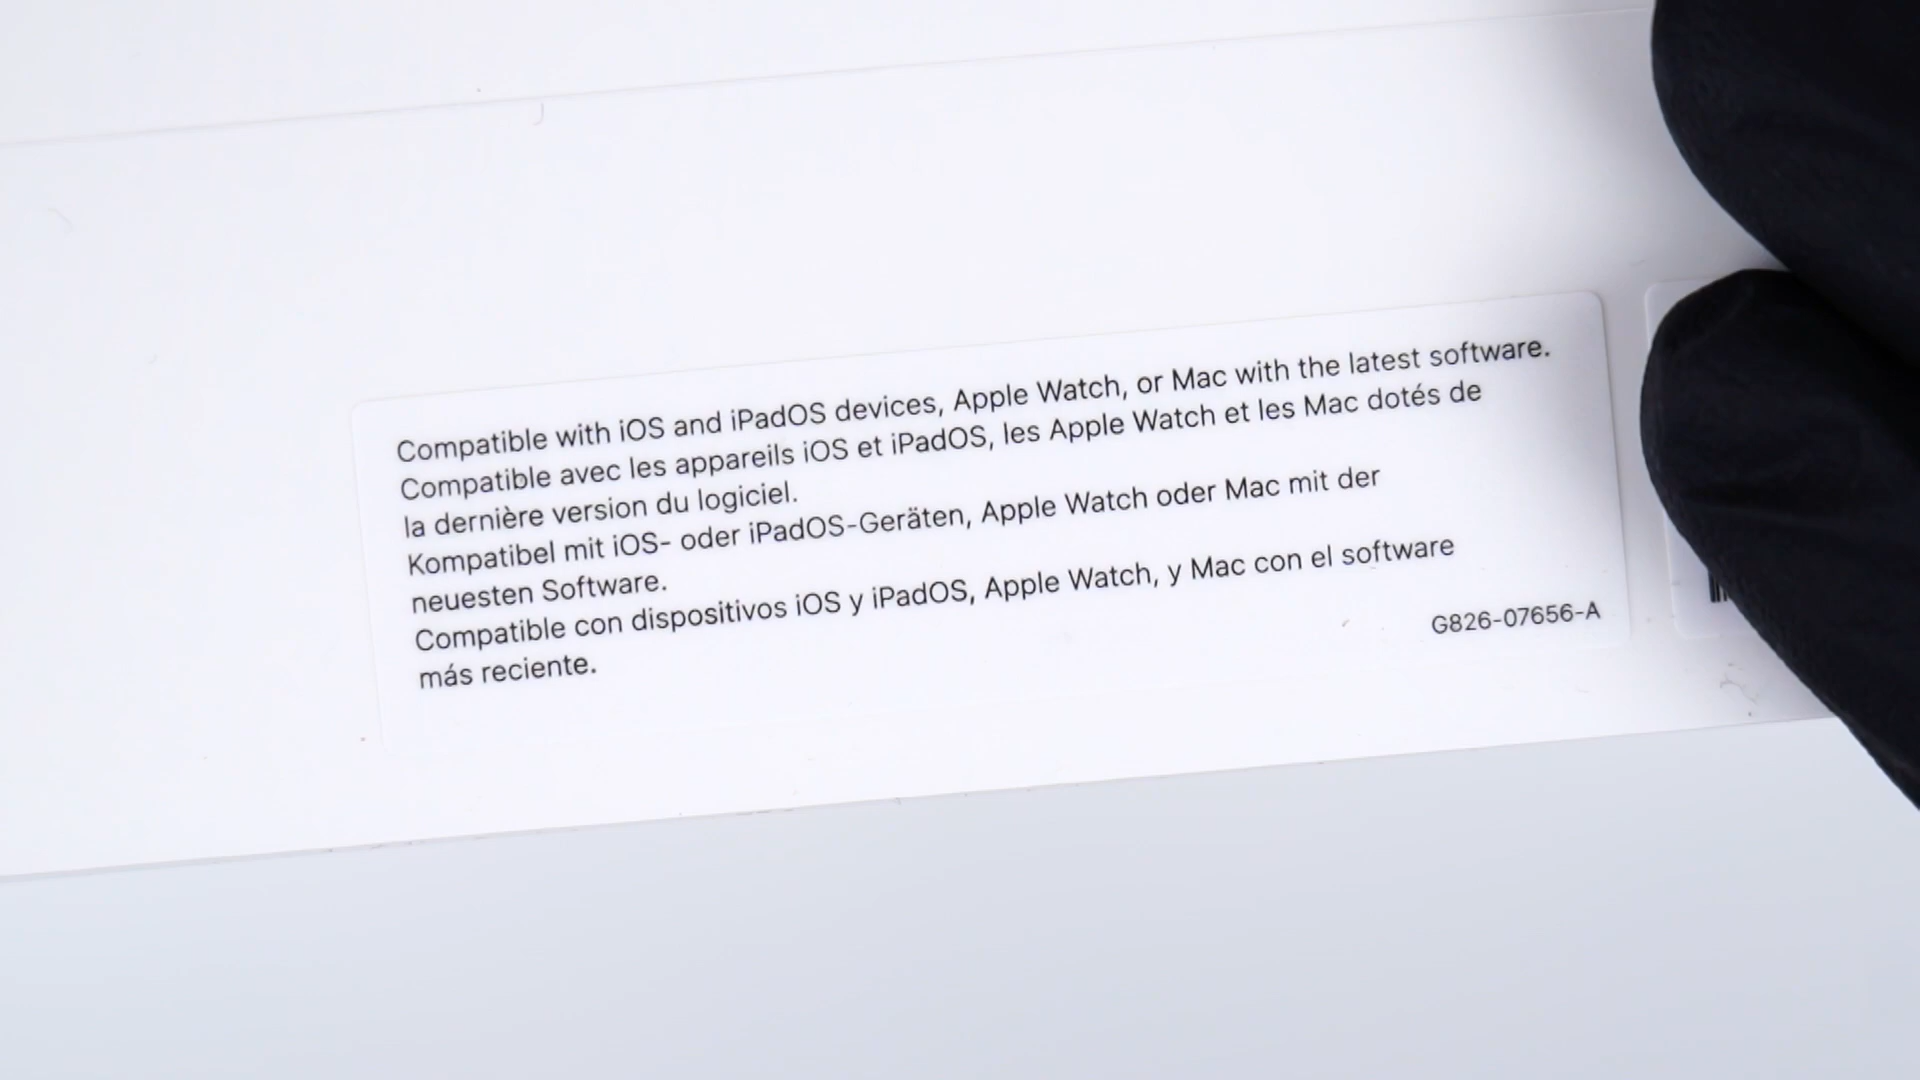 Compatible with iOS and iPadOS devices, Apple Watch, or Mac with the latest software.
Compatible avec les appareils iOS et iPadOS, les Apple Watch et les Mac dotés de
la dernière version du logiciel.
Kompatibel mit iOS- oder iPadOS-Geräten, Apple Watch oder Mac mit der
neuesten Software.
Compatible con dispositivos iOS y iPadOS, Apple Watch, y Mac con el software
más reciente.
G826-07656-A